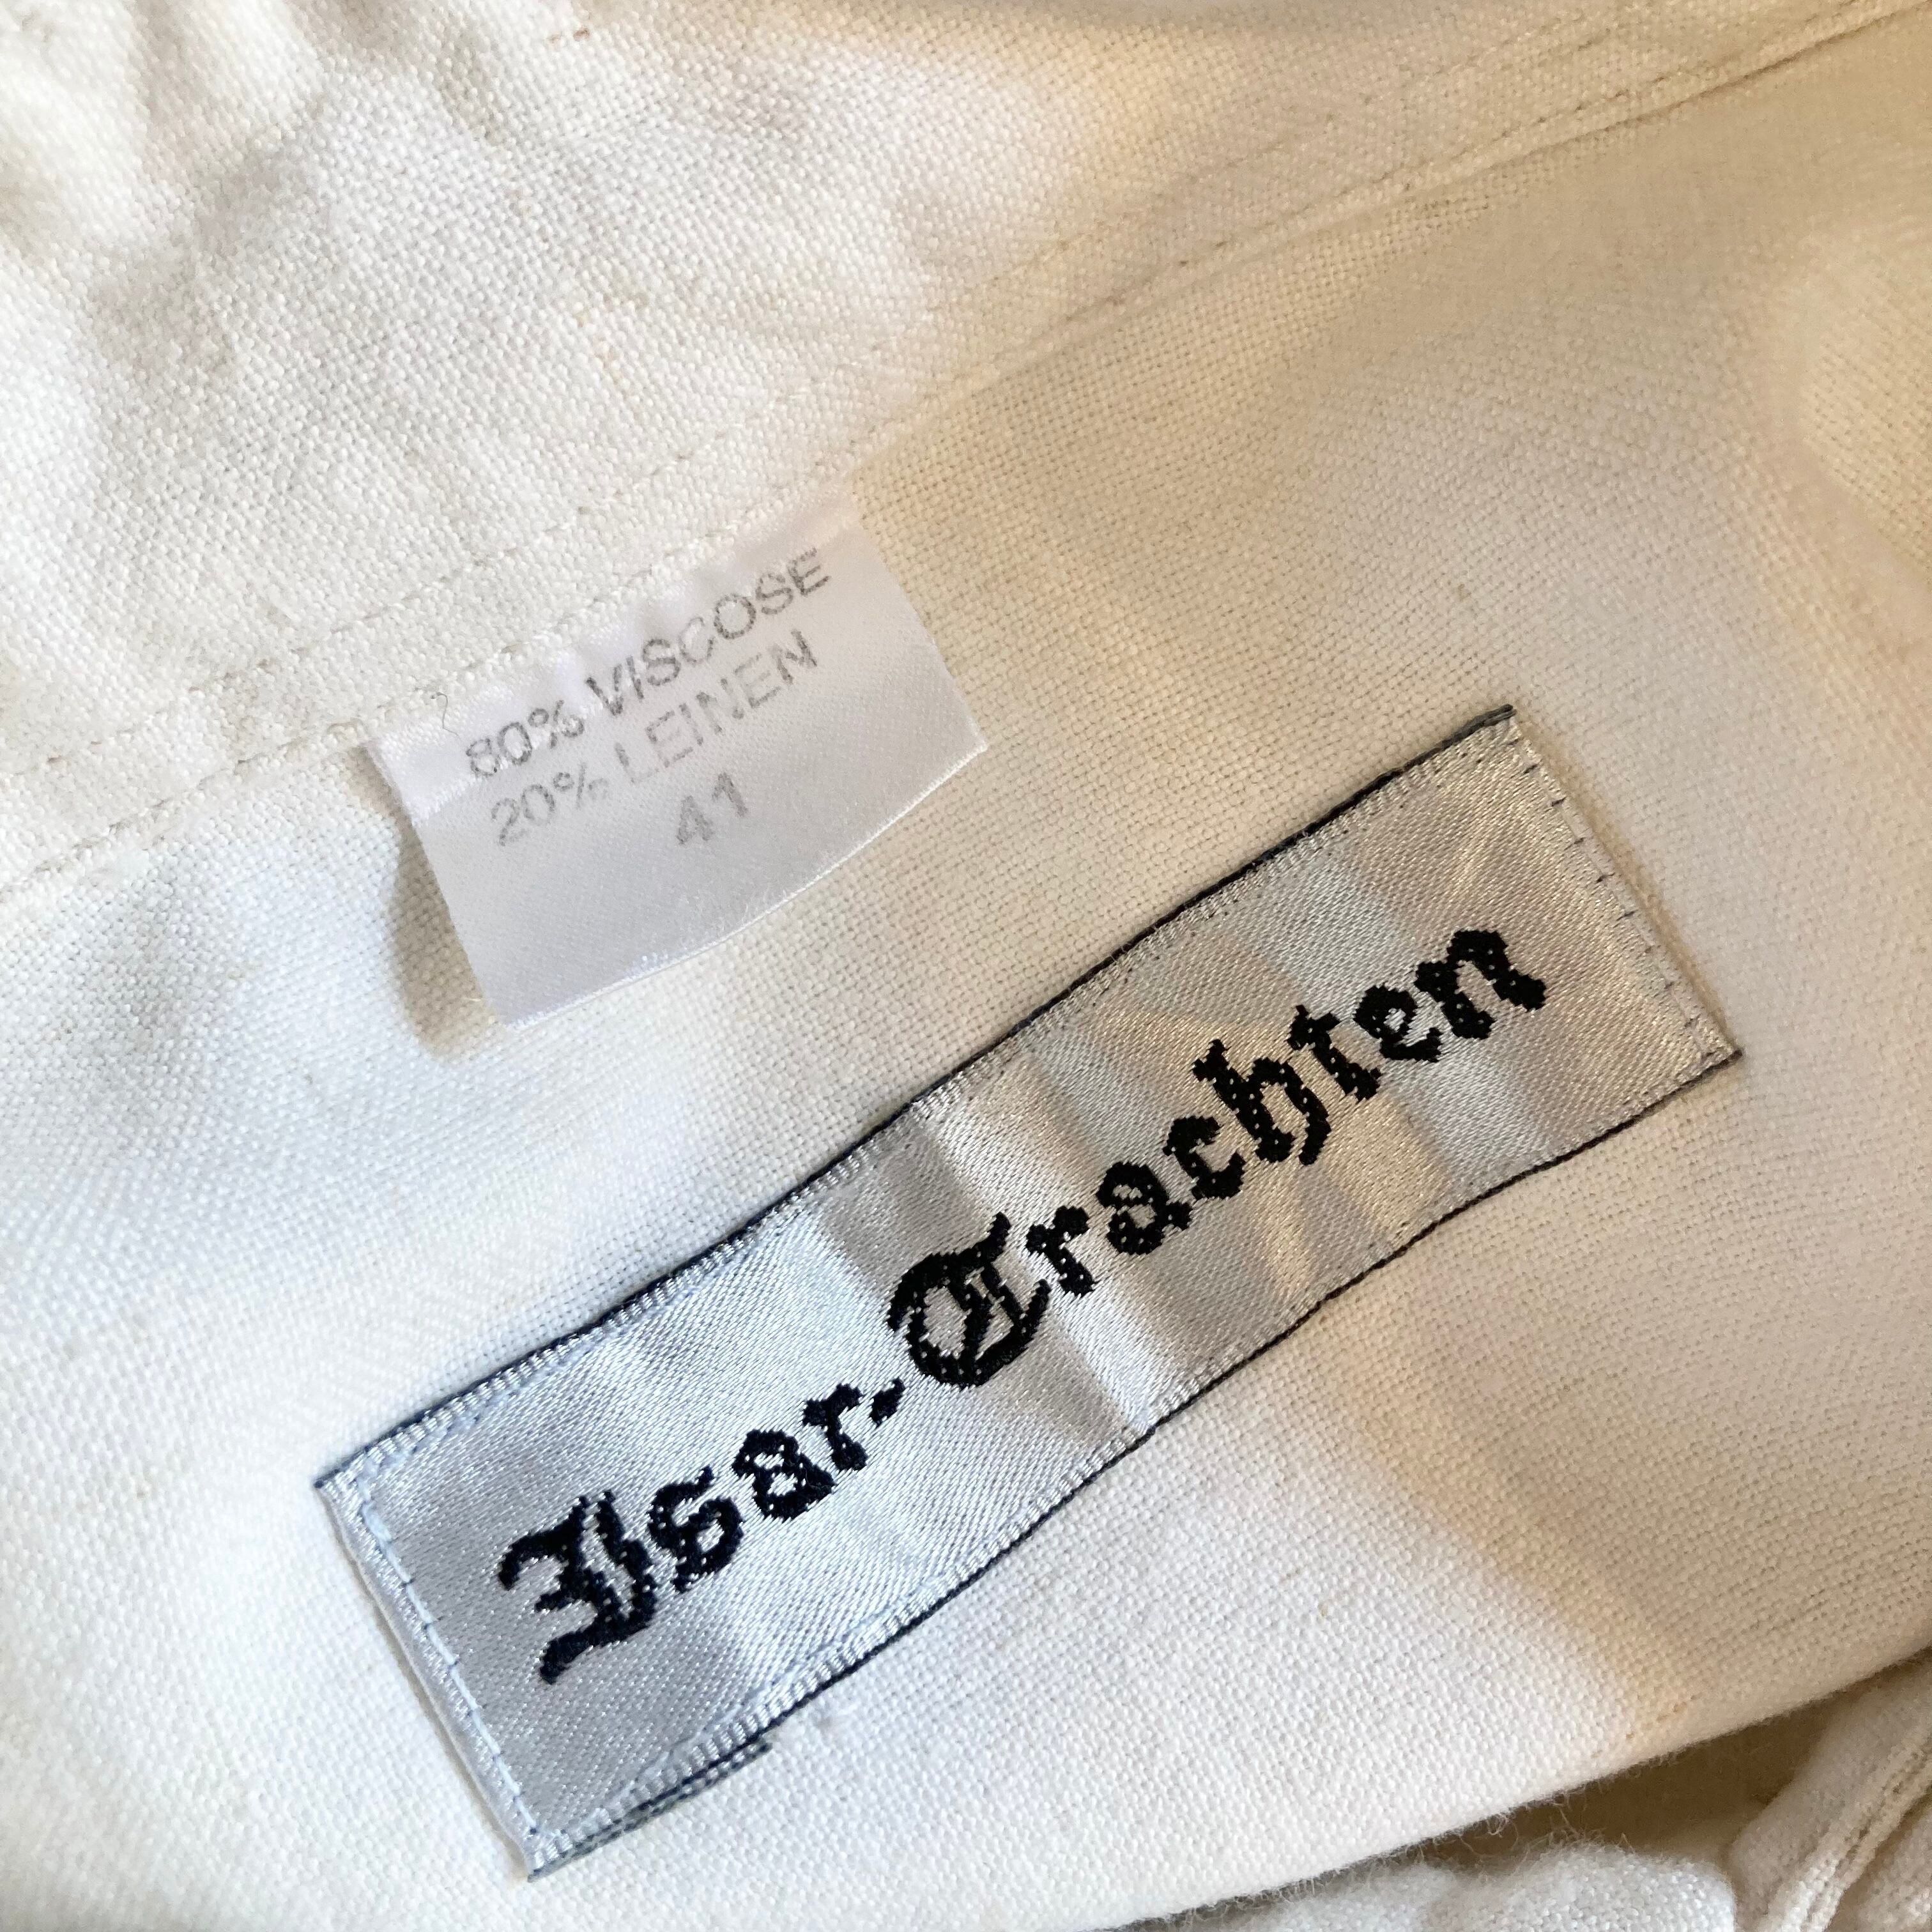 80% VISCOSE
20% LEINEN
41
Isar-Trachten